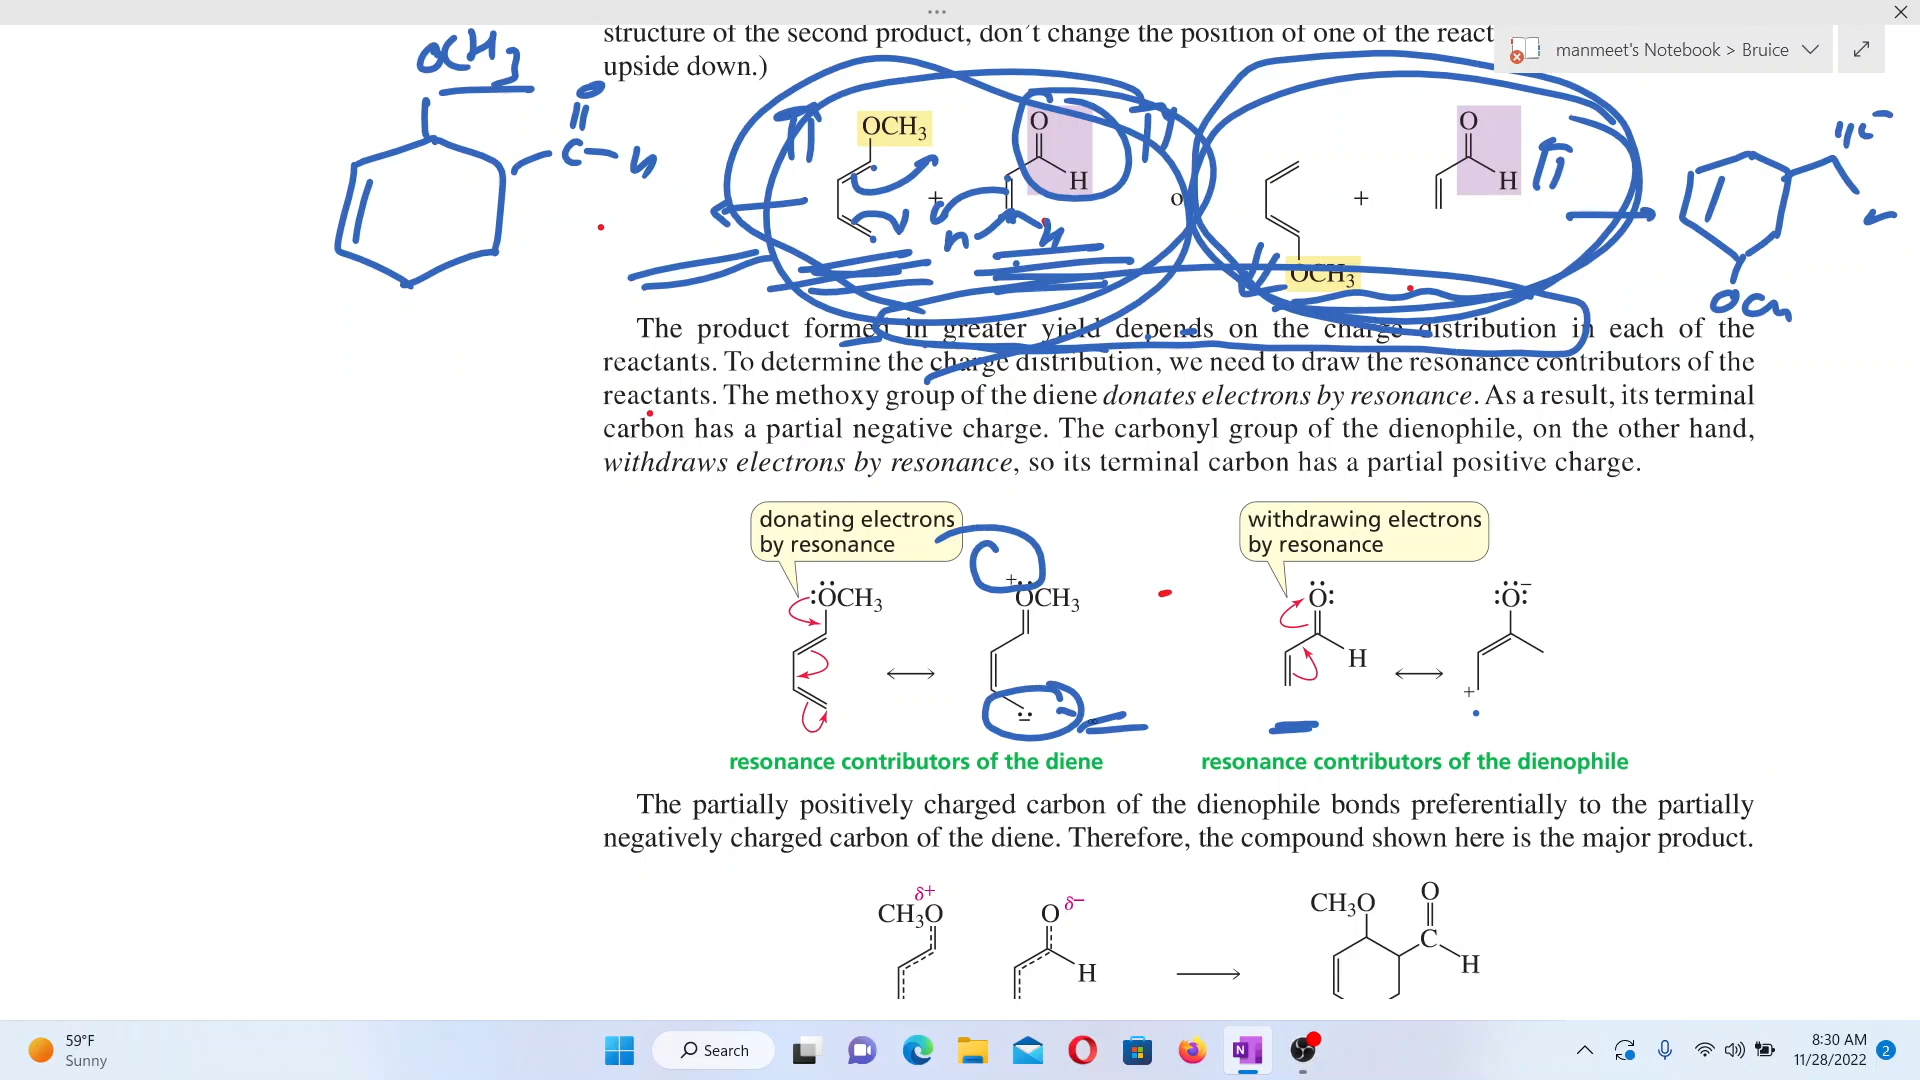 structure of the second product, don't change the position of one of the react
upside down.)
manmeet's Notebook > Bruice
OCH3
C
O
OCH3
O
H
+
O
H
+
OCH3
OCH
The product formed in greater yield depends on the charge distribution in each of the
reactants. To determine the charge distribution, we need to draw the resonance contributors of the
reactants. The methoxy group of the diene donates electrons by resonance. As a result, its terminal
carbon has a partial negative charge. The carbonyl group of the dienophile, on the other hand,
withdraws electrons by resonance, so its terminal carbon has a partial positive charge.
donating electrons
by resonance
withdrawing electrons
by resonance
:ÖCH3
+ÖCH3
O:
H
:O:−
+
resonance contributors of the diene
resonance contributors of the dienophile
The partially positively charged carbon of the dienophile bonds preferentially to the partially
negatively charged carbon of the diene. Therefore, the compound shown here is the major product.
δ+
CH3O
O δ−
H
CH3O
O
C
H
59°F
Sunny
Search
8:30 AM
11/28/2022
2